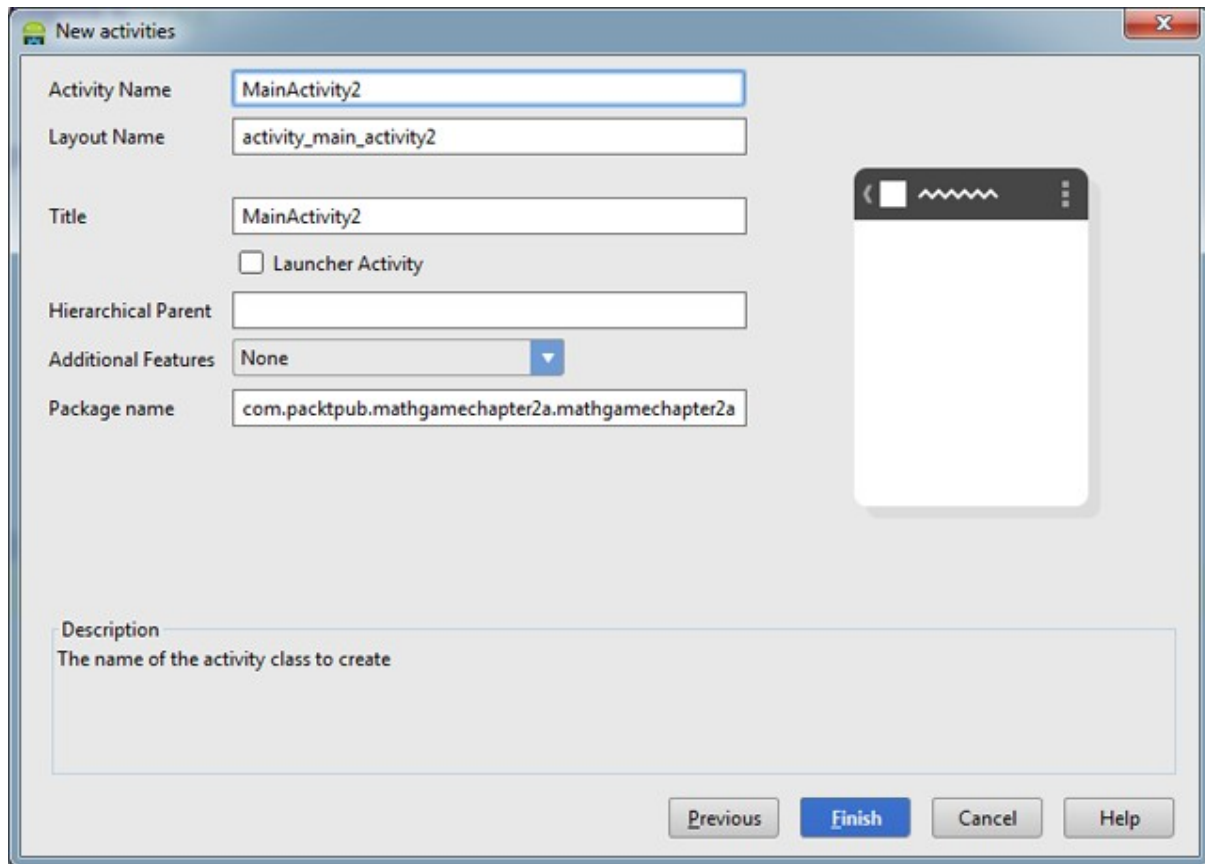 New activities
Activity Name MainActivity2
Layout Name activity_main_activity2
Title MainActivity2
Launcher Activity
Hierarchical Parent
Additional Features None
Package name com.packtpub.mathgamechapter2a.mathgamechapter2a
Description
The name of the activity class to create
Previous Finish Cancel Help